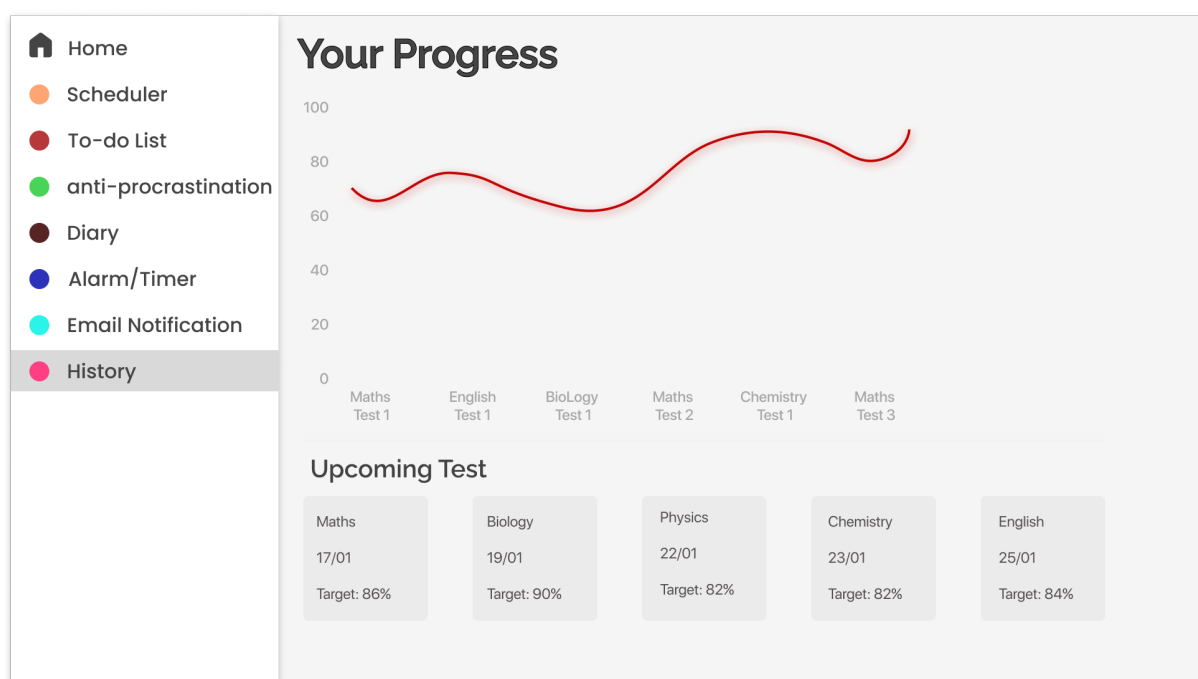 Home
Scheduler
To-do List
anti-procrastination
Diary
Alarm/Timer
Email Notification
History
Your Progress
100
80
60
40
20
0
Maths English BioLogy Maths Chemistry Maths
Test 1 Test 1 Test 1 Test 2 Test 1 Test 3
Upcoming Test
Maths
17/01
Target: 86%
Biology
19/01
Target: 90%
Physics
22/01
Target: 82%
Chemistry
23/01
Target: 82%
English
25/01
Target: 84%